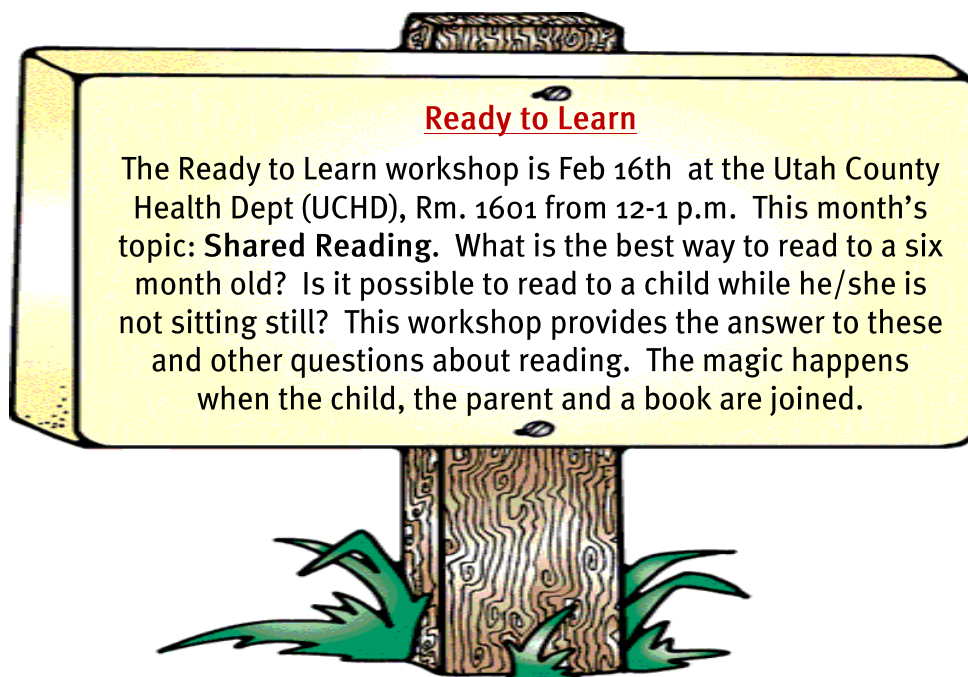 Ready to Learn
The Ready to Learn workshop is Feb 16th at the Utah County
Health Dept (UCHD), Rm. 1601 from 12-1 p.m. This month's
topic: Shared Reading. What is the best way to read to a six
month old? Is it possible to read to a child while he/she is
not sitting still? This workshop provides the answer to these
and other questions about reading. The magic happens
when the child, the parent and a book are joined.